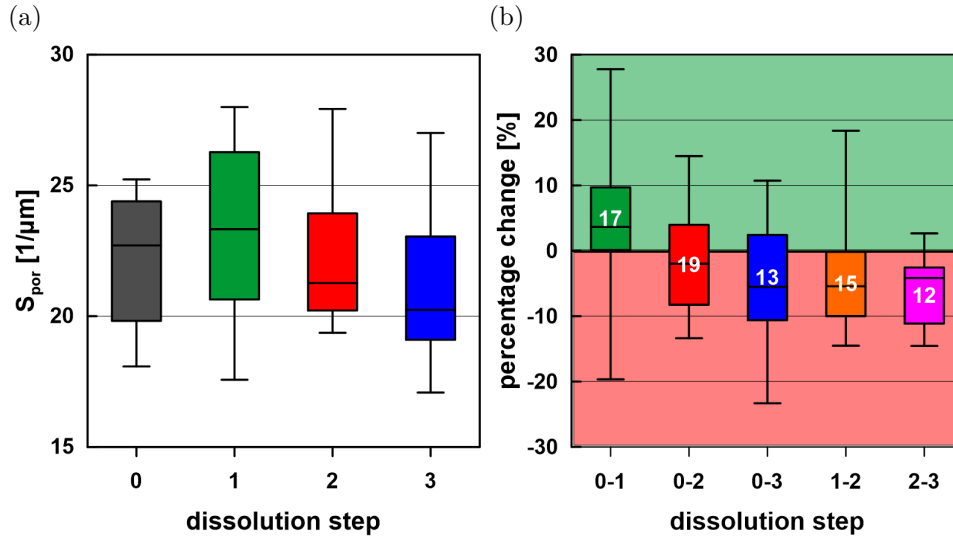 (a)
(b)
30
25
20
15
S_por [1/µm]
0 1 2 3
dissolution step
30
20
10
0
-10
-20
-30
percentage change [%]
17
19
13
15
12
0-1 0-2 0-3 1-2 2-3
dissolution step